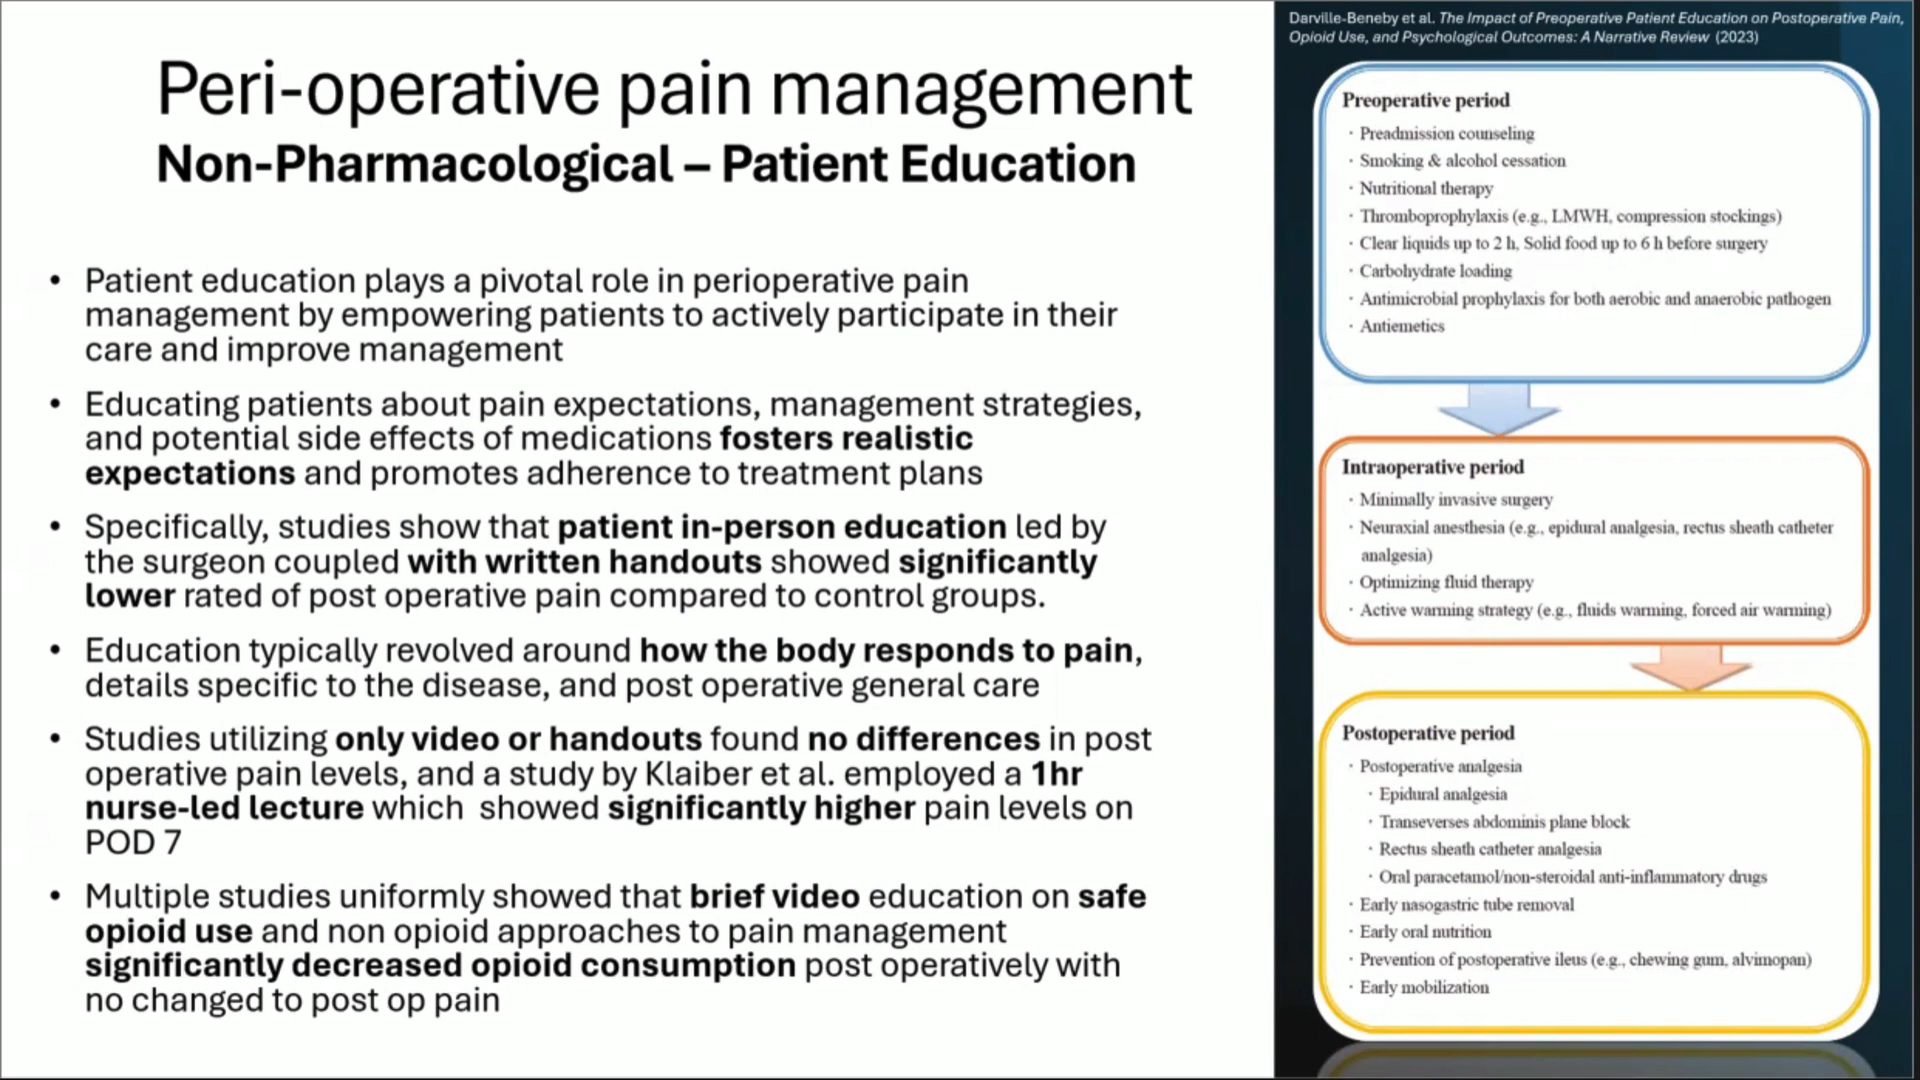 Peri-operative pain management
Non-Pharmacological – Patient Education
• Patient education plays a pivotal role in perioperative pain
management by empowering patients to actively participate in their
care and improve management
• Educating patients about pain expectations, management strategies,
and potential side effects of medications fosters realistic
expectations and promotes adherence to treatment plans
• Specifically, studies show that patient in-person education led by
the surgeon coupled with written handouts showed significantly
lower rated of post operative pain compared to control groups.
• Education typically revolved around how the body responds to pain,
details specific to the disease, and post operative general care
• Studies utilizing only video or handouts found no differences in post
operative pain levels, and a study by Klaiber et al. employed a 1hr
nurse-led lecture which  showed significantly higher pain levels on
POD 7
• Multiple studies uniformly showed that brief video education on safe
opioid use and non opioid approaches to pain management
significantly decreased opioid consumption post operatively with
no changed to post op pain
Darville-Beneby et al. The Impact of Preoperative Patient Education on Postoperative Pain,
Opioid Use, and Psychological Outcomes: A Narrative Review (2023)
Preoperative period
· Preadmission counseling
· Smoking & alcohol cessation
· Nutritional therapy
· Thromboprophylaxis (e.g., LMWH, compression stockings)
· Clear liquids up to 2 h, Solid food up to 6 h before surgery
· Carbohydrate loading
· Antimicrobial prophylaxis for both aerobic and anaerobic pathogen
· Antiemetics
Intraoperative period
· Minimally invasive surgery
· Neuraxial anesthesia (e.g., epidural analgesia, rectus sheath catheter
analgesia)
· Optimizing fluid therapy
· Active warming strategy (e.g., fluids warming, forced air warming)
Postoperative period
· Postoperative analgesia
· Epidural analgesia
· Transeverses abdominis plane block
· Rectus sheath catheter analgesia
· Oral paracetamol/non-steroidal anti-inflammatory drugs
· Early nasogastric tube removal
· Early oral nutrition
· Prevention of postoperative ileus (e.g., chewing gum, alvimopan)
· Early mobilization